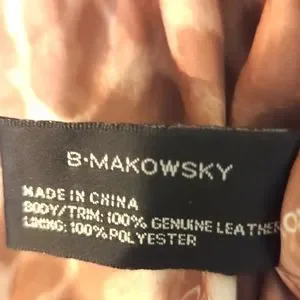 B·MAKOWSKY
MADE IN CHINA
BODY/TRIM: 100% GENUINE LEATHER
LINING: 100% POLYESTER